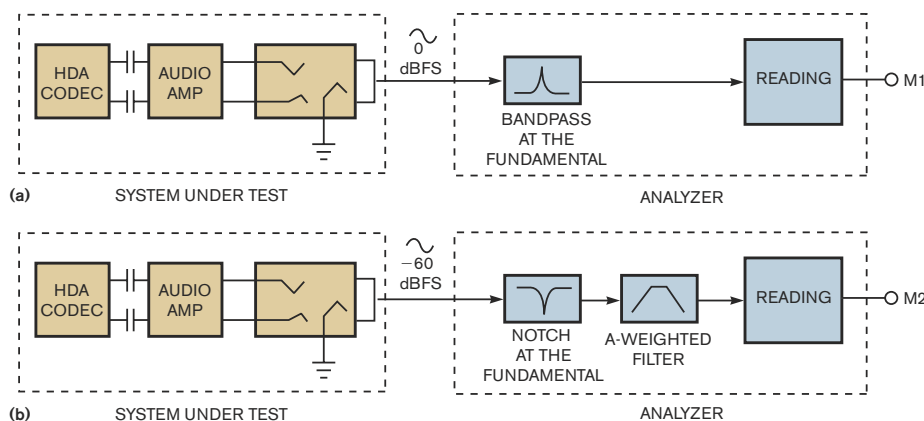 0
dBFS
HDA
CODEC
AUDIO
AMP
READING
M1
BANDPASS
AT THE
FUNDAMENTAL
(a)
SYSTEM UNDER TEST
ANALYZER
−60
dBFS
HDA
CODEC
AUDIO
AMP
READING
M2
NOTCH
AT THE
FUNDAMENTAL
A-WEIGHTED
FILTER
(b)
SYSTEM UNDER TEST
ANALYZER